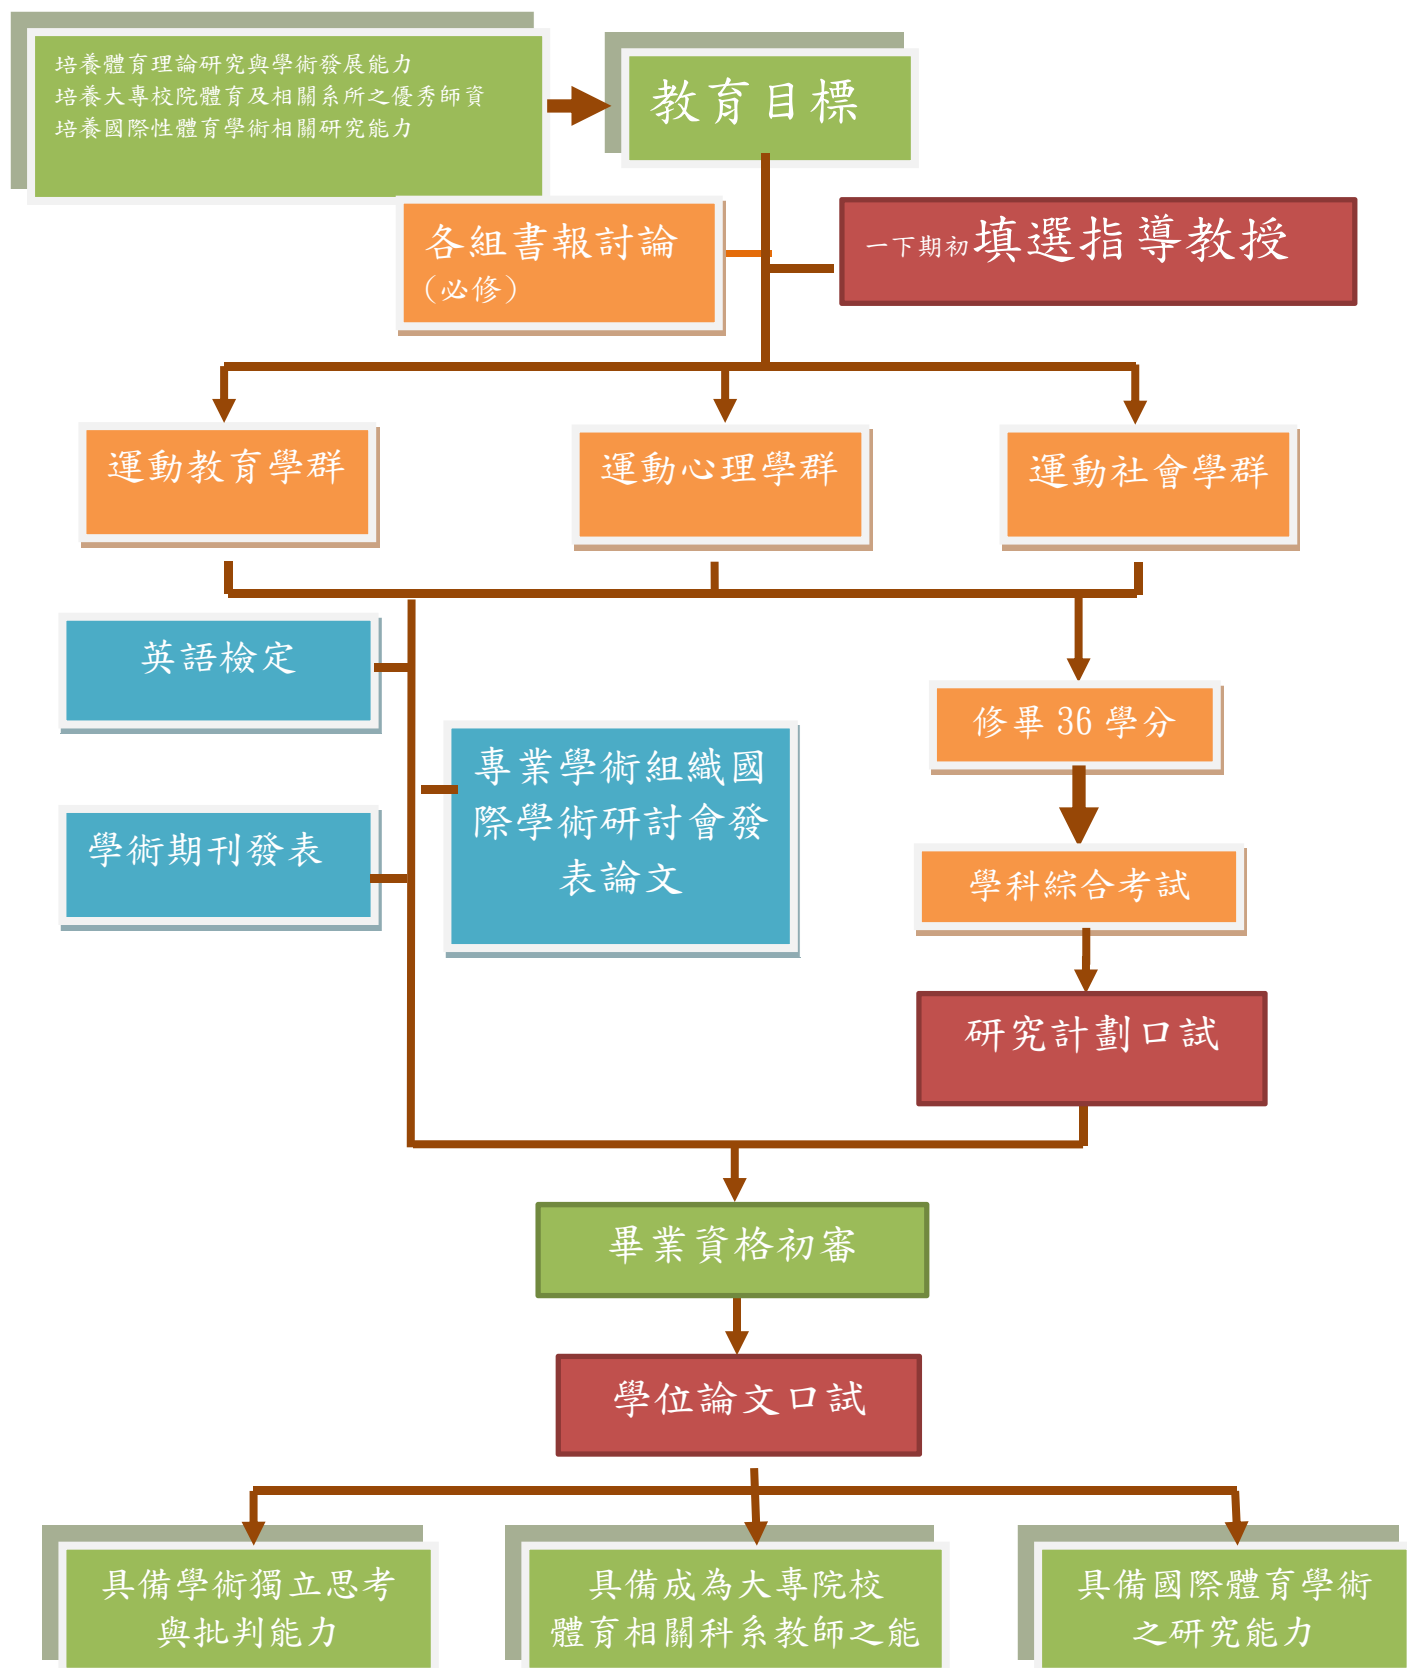 培養體育理論研究與學術發展能力
培養大專校院體育及相關系所之優秀師資
培養國際性體育學術相關研究能力
教育目標
各組書報討論
(必修)
一下期初填選指導教授
運動教育學群
運動心理學群
運動社會學群
英語檢定
修畢 36 學分
專業學術組織國
際學術研討會發
表論文
學術期刊發表
學科綜合考試
研究計劃口試
畢業資格初審
學位論文口試
具備學術獨立思考
與批判能力
具備成為大專院校
體育相關科系教師之能
具備國際體育學術
之研究能力